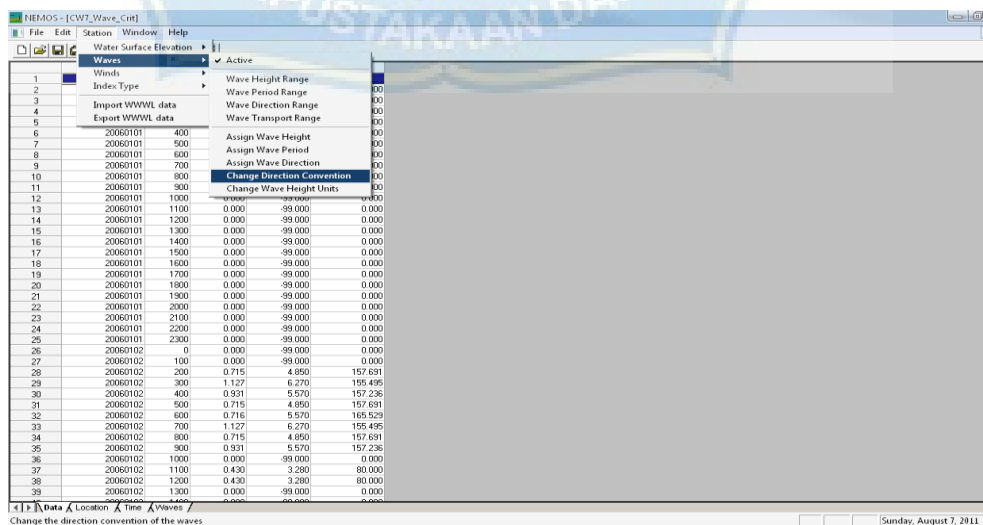 NEMOS - [CW7_Wave_Crit]
File Edit Station Window Help
Water Surface Elevation
Waves
Winds
Index Type
Import WWWL data
Export WWWL data
Active
Wave Height Range
Wave Period Range
Wave Direction Range
Wave Transport Range
Assign Wave Height
Assign Wave Period
Assign Wave Direction
Change Direction Convention
Change Wave Height Units
1
2
3
4
5
6 20060101 400
7 20060101 500
8 20060101 600
9 20060101 700
10 20060101 800
11 20060101 900
12 20060101 1000 0.000 -99.000 0.000
13 20060101 1100 0.000 -99.000 0.000
14 20060101 1200 0.000 -99.000 0.000
15 20060101 1300 0.000 -99.000 0.000
16 20060101 1400 0.000 -99.000 0.000
17 20060101 1500 0.000 -99.000 0.000
18 20060101 1600 0.000 -99.000 0.000
19 20060101 1700 0.000 -99.000 0.000
20 20060101 1800 0.000 -99.000 0.000
21 20060101 1900 0.000 -99.000 0.000
22 20060101 2000 0.000 -99.000 0.000
23 20060101 2100 0.000 -99.000 0.000
24 20060101 2200 0.000 -99.000 0.000
25 20060101 2300 0.000 -99.000 0.000
26 20060102 0 0.000 -99.000 0.000
27 20060102 100 0.000 -99.000 0.000
28 20060102 200 0.715 4.850 157.691
29 20060102 300 1.127 6.270 155.495
30 20060102 400 0.931 5.570 157.236
31 20060102 500 0.715 4.850 157.691
32 20060102 600 0.716 5.570 165.529
33 20060102 700 1.127 6.270 155.495
34 20060102 800 0.715 4.850 157.691
35 20060102 900 0.931 5.570 157.236
36 20060102 1000 0.000 -99.000 0.000
37 20060102 1100 0.430 3.280 80.000
38 20060102 1200 0.430 3.280 80.000
39 20060102 1300 0.000 -99.000 0.000
Data Location Time Waves
Change the direction convention of the waves
Sunday, August 7, 2011